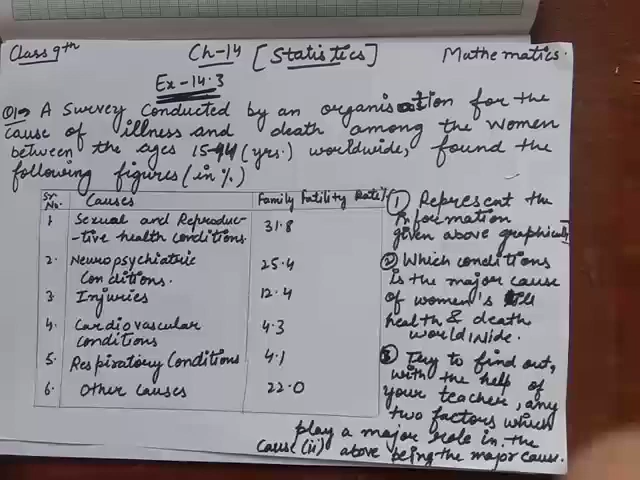 Class 9th Ch-14 [Statistics] Mathematics.
Ex-14.3
Q1⇒ A Survey Conducted by an organisation for the
cause of illness and death among the women
between the ages 15-44 (yrs.) worldwide, found the
following figures (in %)
Sr. No. Causes Family Fatility Rate %
1. Sexual and Reproduc-
-tive health conditions. 31.8
2. Neuropsychiatric
Conditions. 25.4
3. Injuries 12.4
4. Cardiovascular
conditions 4.3
5. Respiratory Conditions 4.1
6. Other causes 22.0
① Represent the
information
given above graphically
② Which conditions
is the major cause
of women's ill
health & death
worldwide.
③ Try to find out,
with the help of
your teacher, any
two factors which
play a major role in the
cause (ii) above being the major cause.